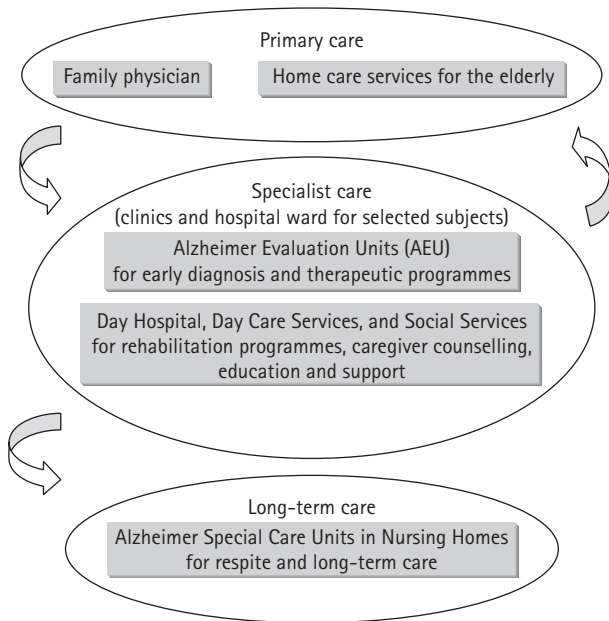 Primary care
Family physician
Home care services for the elderly
Specialist care
(clinics and hospital ward for selected subjects)
Alzheimer Evaluation Units (AEU)
for early diagnosis and therapeutic programmes
Day Hospital, Day Care Services, and Social Services
for rehabilitation programmes, caregiver counselling,
education and support
Long-term care
Alzheimer Special Care Units in Nursing Homes
for respite and long-term care